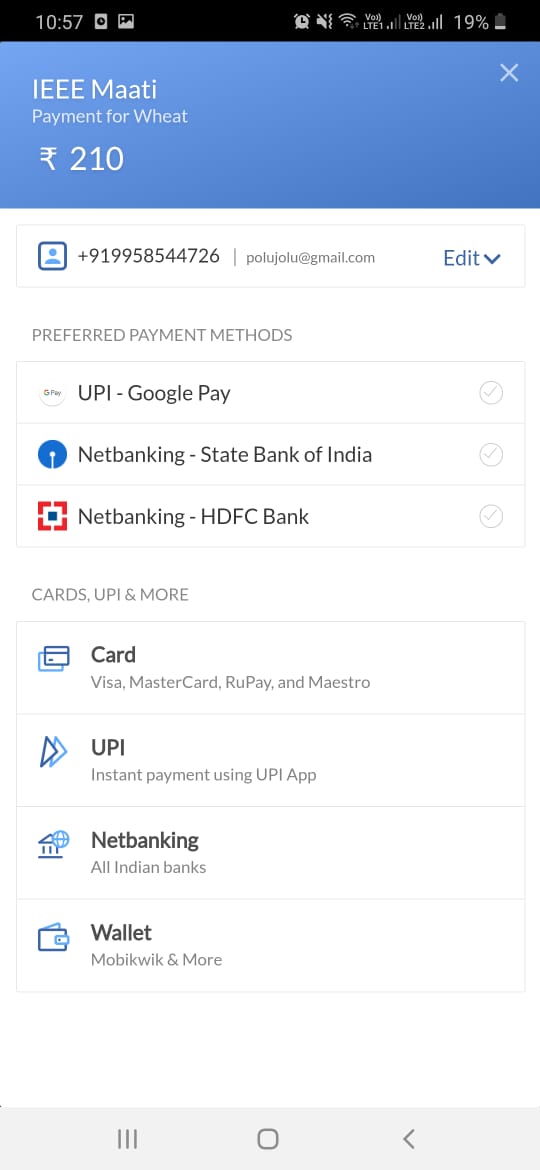 10:57 19%
Vo)) LTE1 Vo)) LTE2
IEEE Maati
Payment for Wheat
₹ 210
+919958544726 | polujolu@gmail.com Edit
PREFERRED PAYMENT METHODS
G Pay UPI - Google Pay
Netbanking - State Bank of India
Netbanking - HDFC Bank
CARDS, UPI & MORE
Card
Visa, MasterCard, RuPay, and Maestro
UPI
Instant payment using UPI App
Netbanking
All Indian banks
Wallet
Mobikwik & More